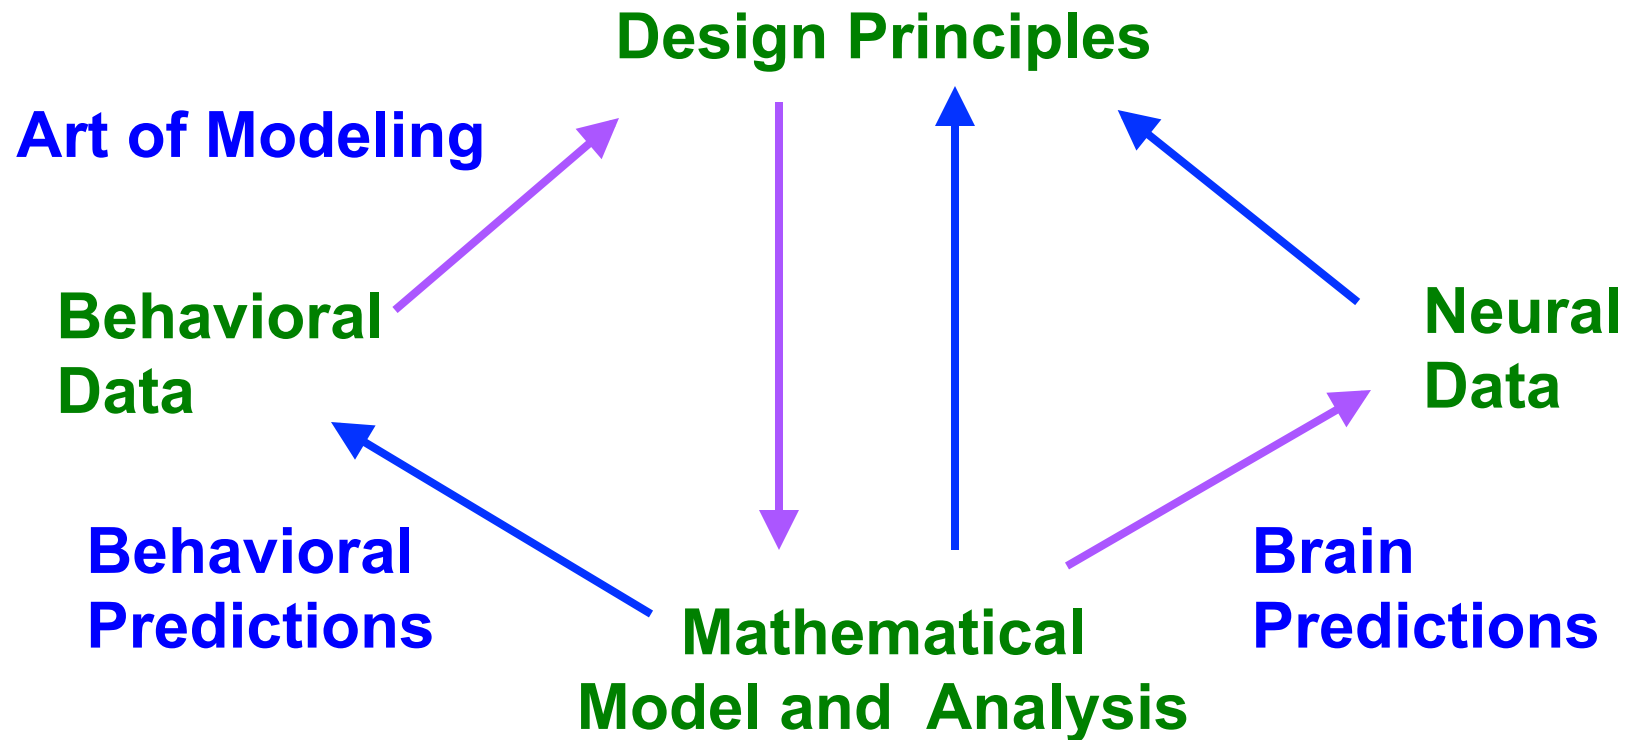 Design Principles
Art of Modeling
Behavioral
Data
Neural
Data
Behavioral
Predictions
Brain
Predictions
Mathematical
Model and Analysis